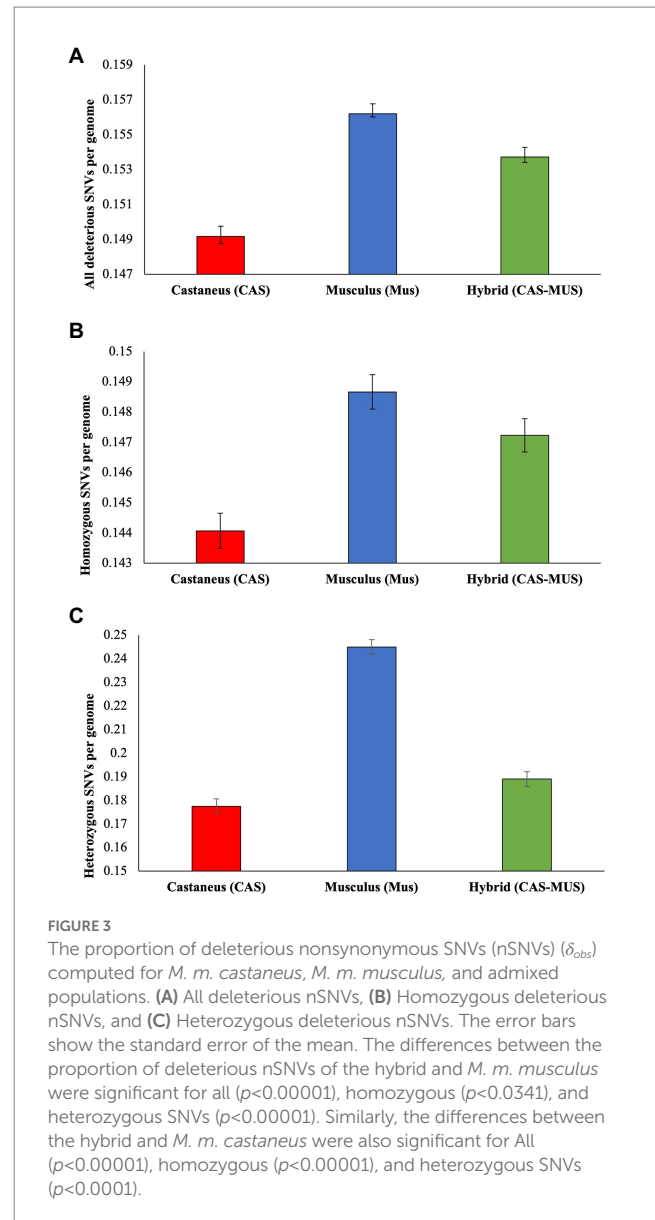 A
All deleterious SNVs per genome
0.159
0.157
0.155
0.153
0.151
0.149
0.147
Castaneus (CAS) Musculus (Mus) Hybrid (CAS-MUS)
B
Homozygous SNVs per genome
0.15
0.149
0.148
0.147
0.146
0.145
0.144
0.143
Castaneus (CAS) Musculus (Mus) Hybrid (CAS-MUS)
C
Heterozygous SNVs per genome
0.25
0.24
0.23
0.22
0.21
0.2
0.19
0.18
0.17
0.16
0.15
Castaneus (CAS) Musculus (Mus) Hybrid (CAS-MUS)
FIGURE 3
The proportion of deleterious nonsynonymous SNVs (nSNVs) (δobs)
computed for M. m. castaneus, M. m. musculus, and admixed
populations. (A) All deleterious nSNVs, (B) Homozygous deleterious
nSNVs, and (C) Heterozygous deleterious nSNVs. The error bars
show the standard error of the mean. The differences between the
proportion of deleterious nSNVs of the hybrid and M. m. musculus
were significant for all (p<0.00001), homozygous (p<0.0341), and
heterozygous SNVs (p<0.00001). Similarly, the differences between
the hybrid and M. m. castaneus were also significant for All
(p<0.00001), homozygous (p<0.00001), and heterozygous SNVs
(p<0.0001).